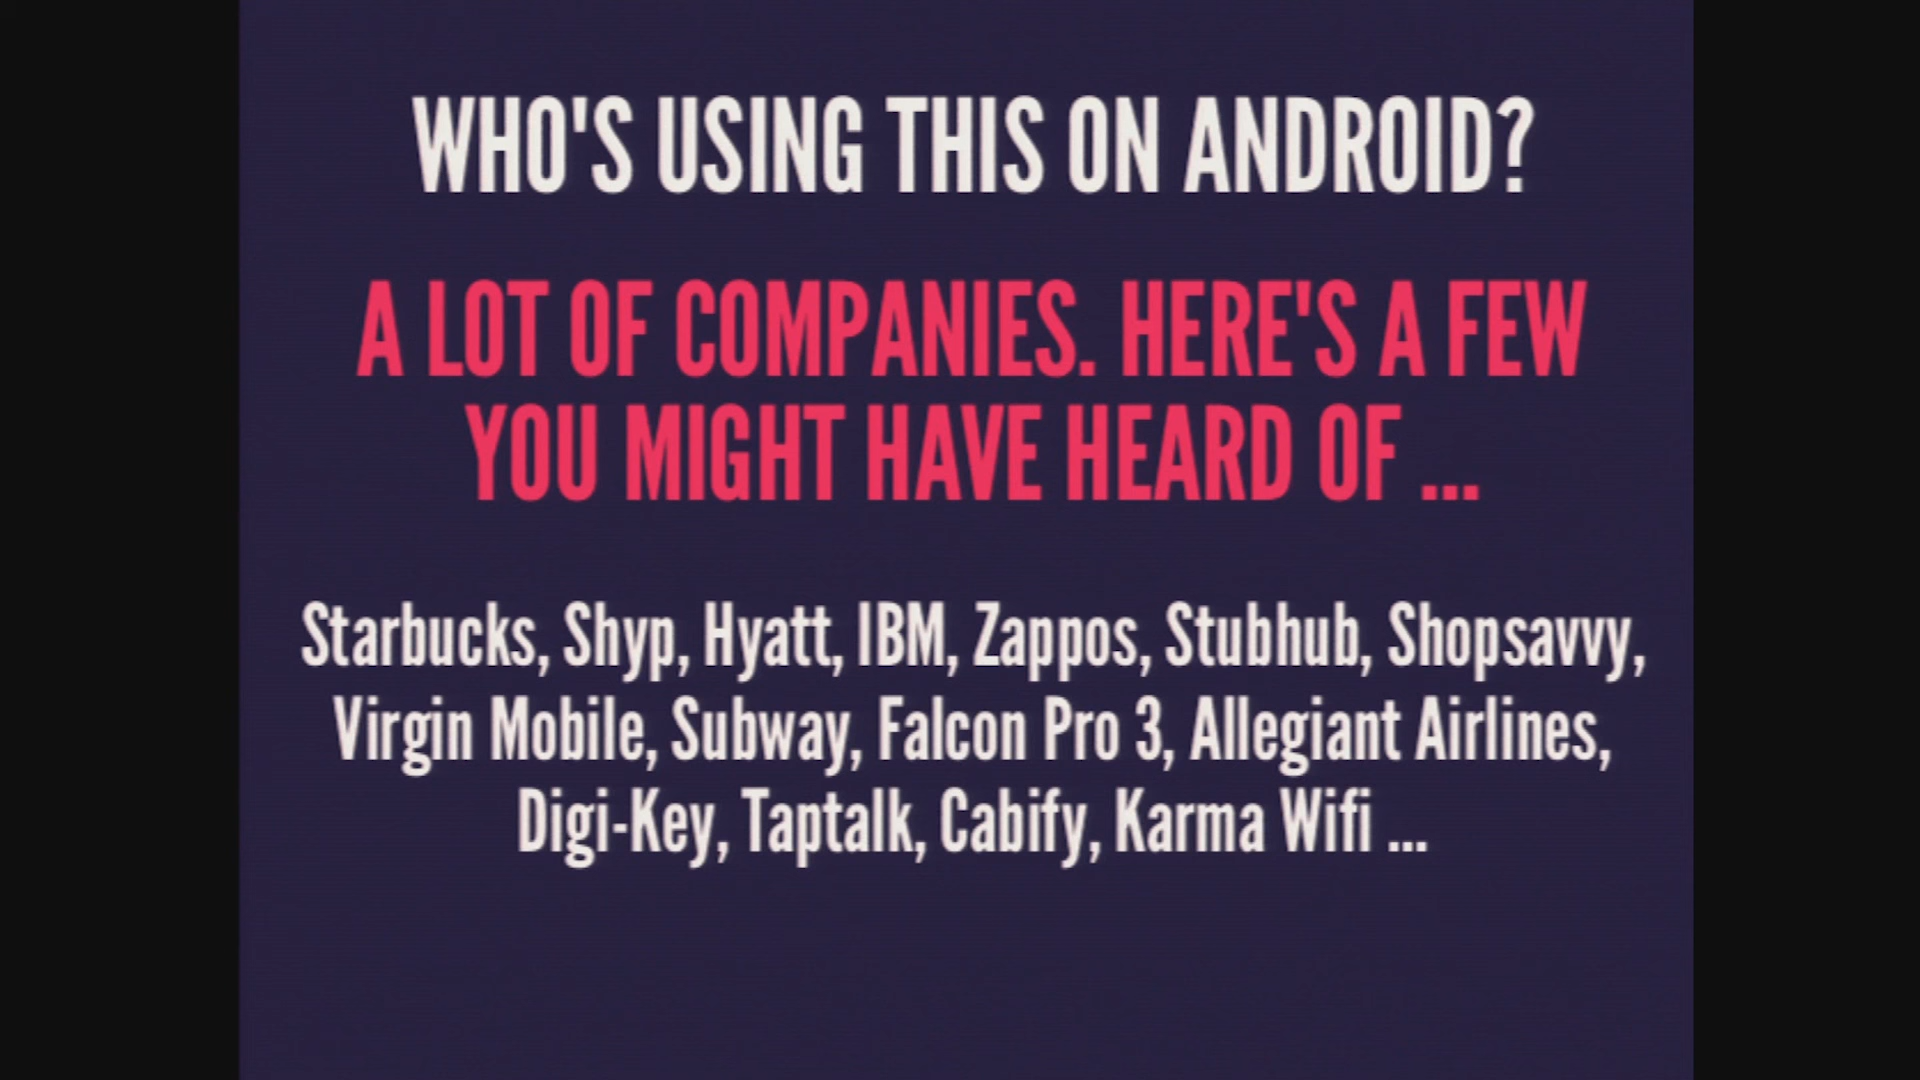 WHO'S USING THIS ON ANDROID?
A LOT OF COMPANIES. HERE'S A FEW
YOU MIGHT HAVE HEARD OF ...
Starbucks, Shyp, Hyatt, IBM, Zappos, Stubhub, Shopsavvy,
Virgin Mobile, Subway, Falcon Pro 3, Allegiant Airlines,
Digi-Key, Taptalk, Cabify, Karma Wifi ...